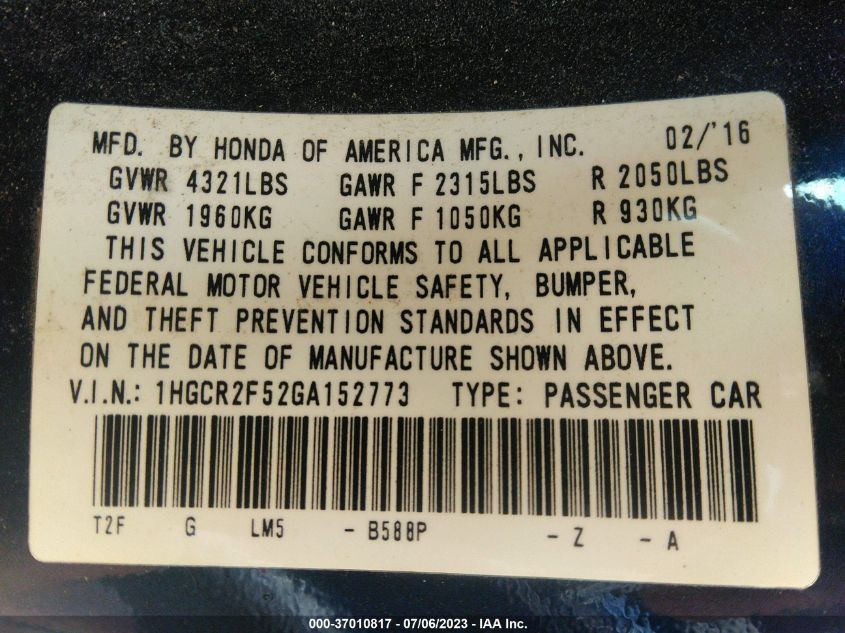 MFD. BY HONDA OF AMERICA MFG., INC. 02/'16
GVWR 4321LBS GAWR F 2315LBS R 2050LBS
GVWR 1960KG GAWR F 1050KG R 930KG
THIS VEHICLE CONFORMS TO ALL APPLICABLE
FEDERAL MOTOR VEHICLE SAFETY, BUMPER,
AND THEFT PREVENTION STANDARDS IN EFFECT
ON THE DATE OF MANUFACTURE SHOWN ABOVE.
V.I.N.: 1HGCR2F52GA152773 TYPE: PASSENGER CAR
T2F G LM5 - B588P - Z - A
000-37010817 - 07/06/2023 - © IAA Inc.